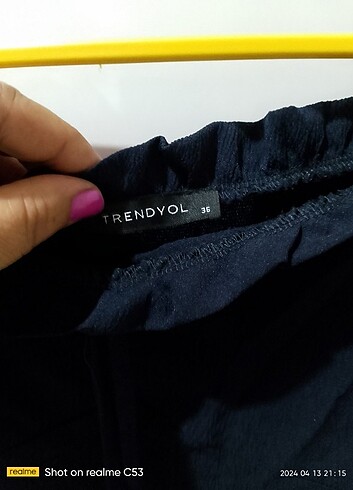 TRENDYOL 36
realme Shot on realme C53 2024 04 13 21:15